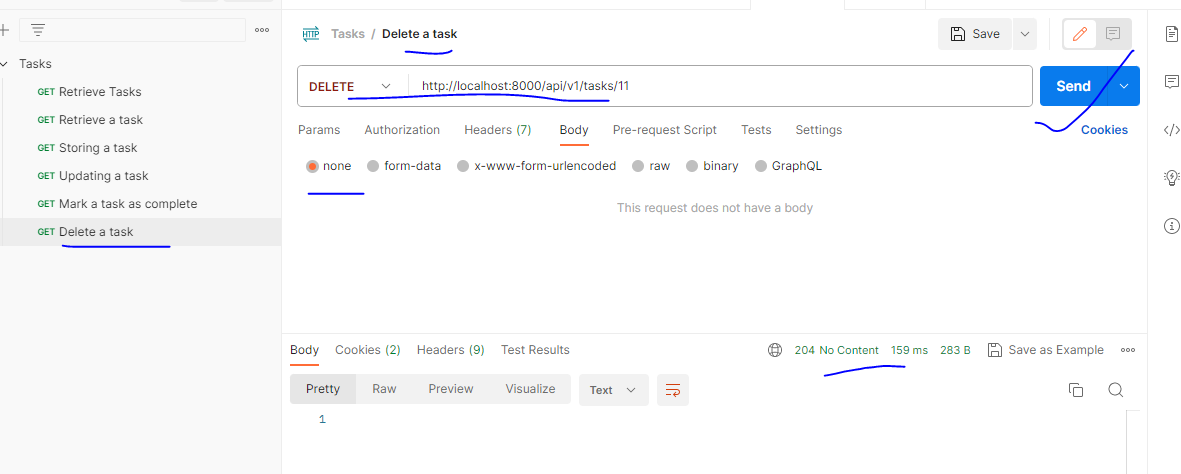 HTTP Tasks / Delete a task
Save
Tasks
GET Retrieve Tasks
GET Retrieve a task
GET Storing a task
GET Updating a task
GET Mark a task as complete
GET Delete a task
DELETE http://localhost:8000/api/v1/tasks/11
Send
Params Authorization Headers (7) Body Pre-request Script Tests Settings
Cookies
none form-data x-www-form-urlencoded raw binary GraphQL
This request does not have a body
Body Cookies (2) Headers (9) Test Results
204 No Content 159 ms 283 B Save as Example
Pretty Raw Preview Visualize Text
1